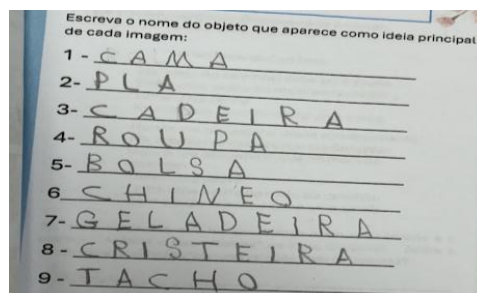 Escreva o nome do objeto que aparece como ideia principal
de cada imagem:
1 - CAMA
2- PLA
3- CADEIRA
4- ROUPA
5- BOLSA
6 CHINEO
7- GELADEIRA
8 - CRISTEIRA
9 - TACHO